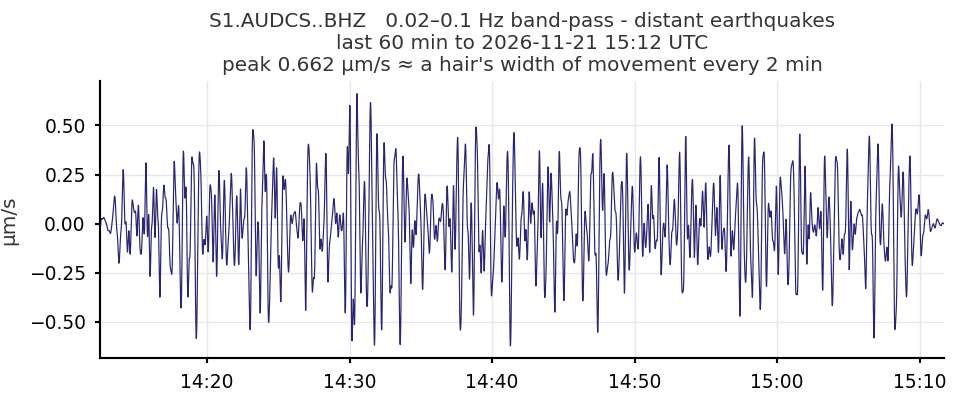 S1.AUDCS..BHZ   0.02–0.1 Hz band-pass - distant earthquakes
last 60 min to 2026-11-21 15:12 UTC
peak 0.662 µm/s ≈ a hair's width of movement every 2 min
µm/s
0.50
0.25
0.00
−0.25
−0.50
14:20 14:30 14:40 14:50 15:00 15:10